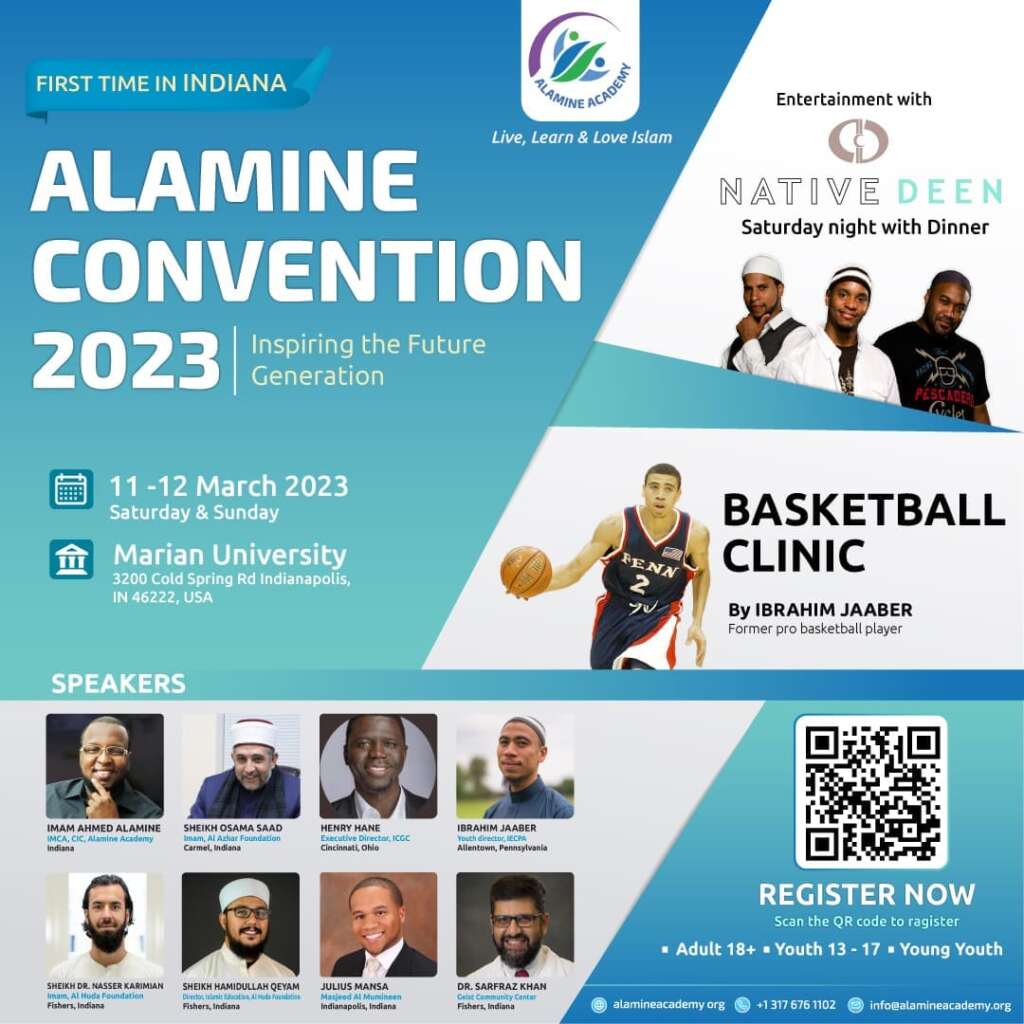 FIRST TIME IN INDIANA
ALAMINE ACADEMY
Live, Learn & Love Islam
ALAMINE
CONVENTION
2023
Inspiring the Future
Generation
11 -12 March 2023
Saturday & Sunday
Marian University
3200 Cold Spring Rd Indianapolis,
IN 46222, USA
Entertainment with
NATIVE DEEN
Saturday night with Dinner
PESCADERO
Cycles
BASKETBALL
CLINIC
By IBRAHIM JAABER
Former pro basketball player
PENN
2
SPEAKERS
IMAM AHMED ALAMINE
IMCA, CIC, Alamine Academy
Indiana
SHEIKH OSAMA SAAD
Imam, Al Azhar Foundation
Carmel, Indiana
HENRY HANE
Executive Director, ICGC
Cincinnati, Ohio
IBRAHIM JAABER
Youth director, IECPA
Allentown, Pennsylvania
SHEIKH DR. NASSER KARIMIAN
Imam, Al Huda Foundation
Fishers, Indiana
SHEIKH HAMIDULLAH QEYAM
Director, Islamic Education, Al Huda Foundation
Fishers, Indiana
JULIUS MANSA
Masjeed Al Mumineen
Indianapolis, Indiana
DR. SARFRAZ KHAN
Geist Community Center
Fishers, Indiana
REGISTER NOW
Scan the QR code to ragister
▪ Adult 18+ ▪ Youth 13 - 17 ▪ Young Youth
alamineacademy.org
+1 317 676 1102
info@alamineacademy.org